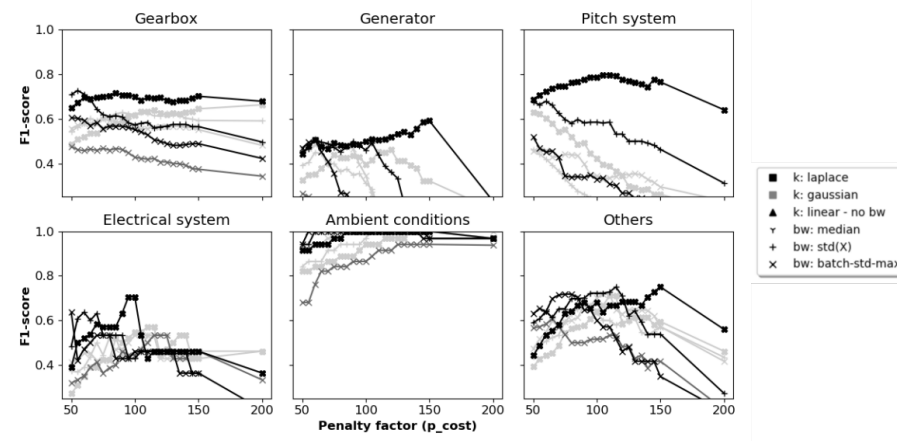 Gearbox
Generator
Pitch system
1.0
0.8
0.6
0.4
F1-score
Electrical system
Ambient conditions
Others
1.0
0.8
0.6
0.4
F1-score
50 100 150 200
50 100 150 200
50 100 150 200
Penalty factor (p_cost)
k: laplace
k: gaussian
k: linear - no bw
bw: median
bw: std(X)
bw: batch-std-max